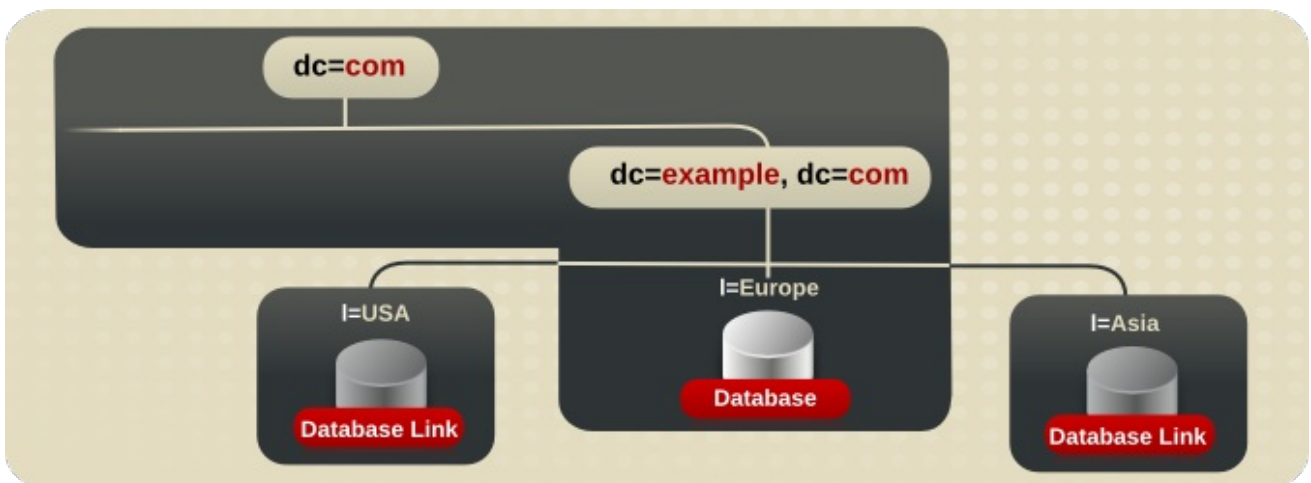 dc=com
dc=example, dc=com
l=Europe
l=USA
l=Asia
Database
Database Link
Database Link